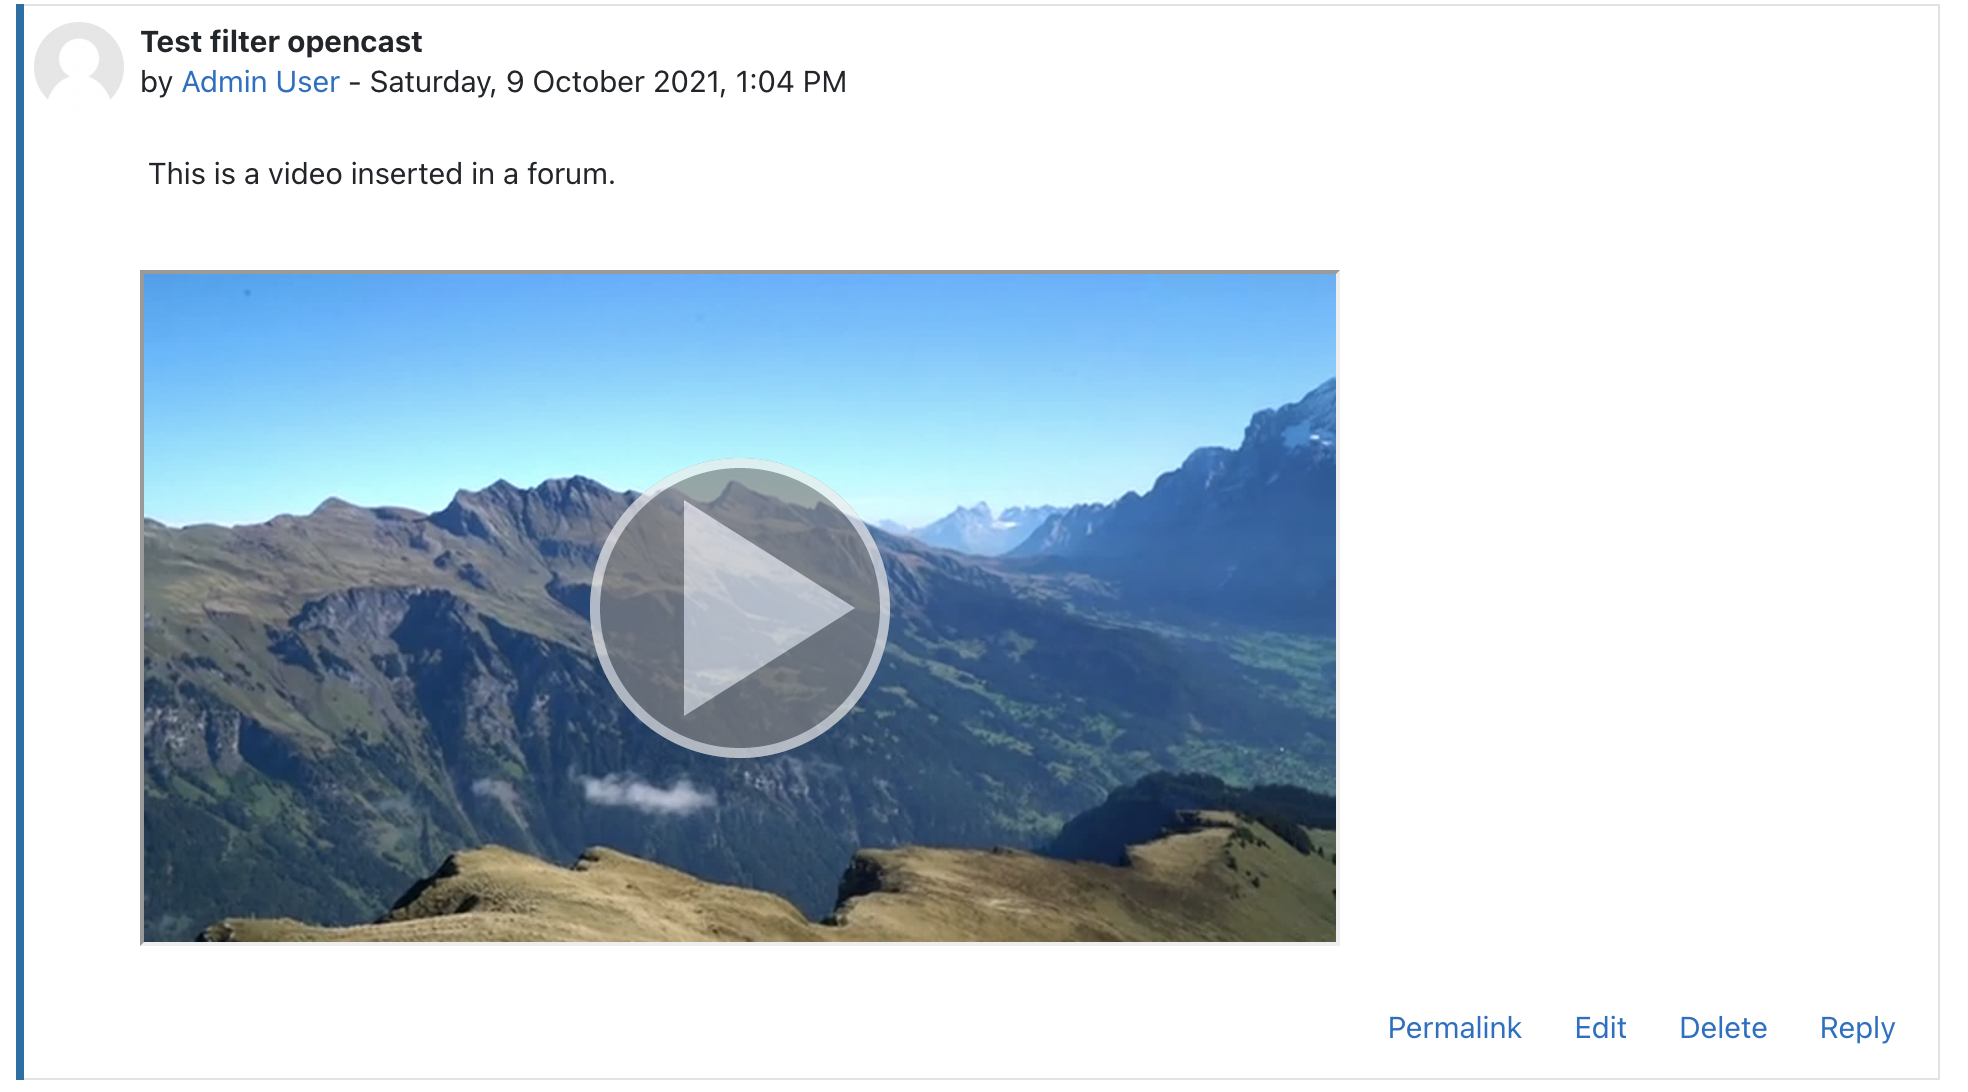 Test filter opencast
by Admin User - Saturday, 9 October 2021, 1:04 PM
This is a video inserted in a forum.
Permalink Edit Delete Reply